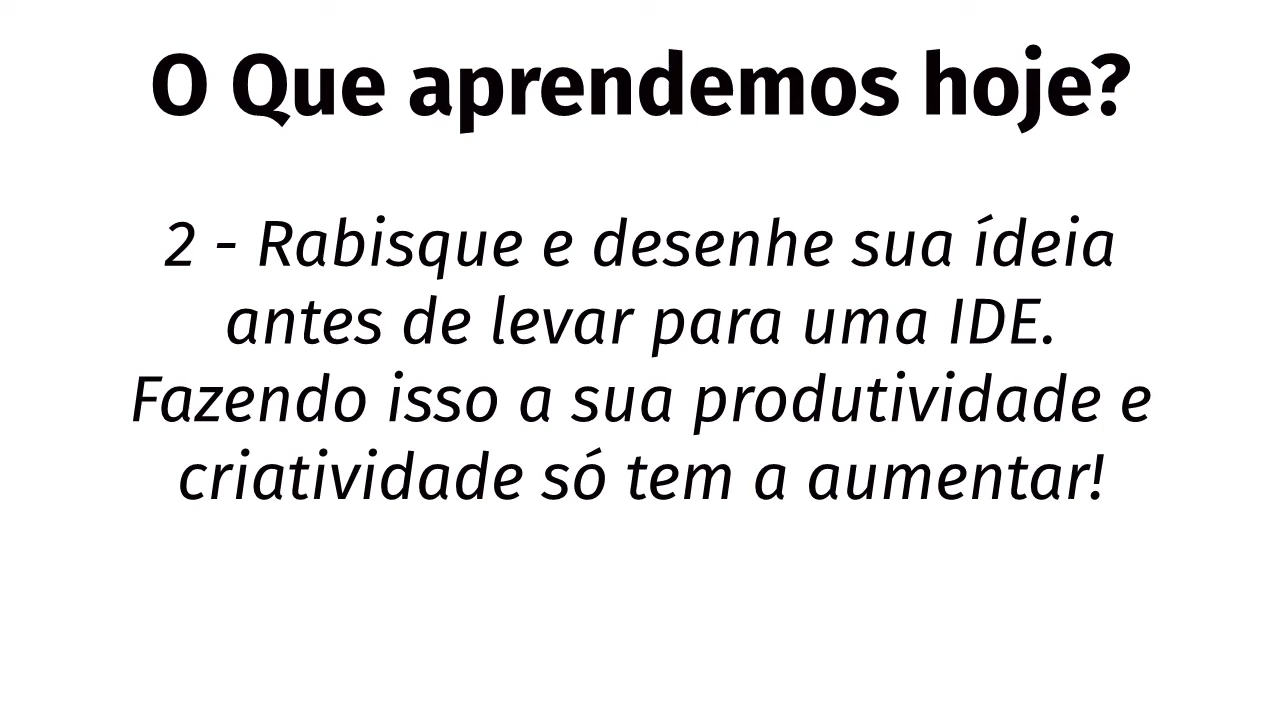 O Que aprendemos hoje?
2 - Rabisque e desenhe sua ídeia
antes de levar para uma IDE.
Fazendo isso a sua produtividade e
criatividade só tem a aumentar!